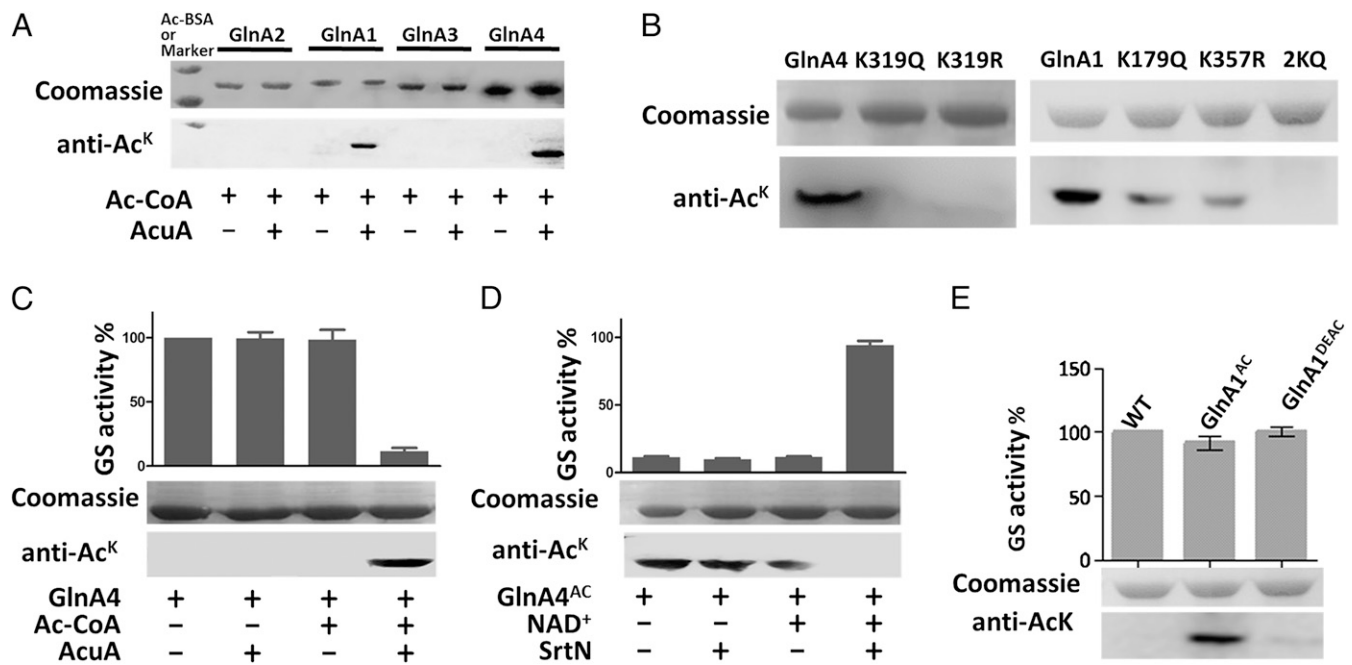 A
Ac-BSA
or
Marker
GlnA2 GlnA1 GlnA3 GlnA4
Coomassie
anti-Acᴷ
Ac-CoA + + + + + + + +
AcuA − + − + − + − +
B
GlnA4 K319Q K319R GlnA1 K179Q K357R 2KQ
Coomassie
anti-Acᴷ
C
GS activity %
100
50
0
Coomassie
anti-Acᴷ
GlnA4 + + + +
Ac-CoA − − + +
AcuA − + − +
D
GS activity %
100
50
0
Coomassie
anti-Acᴷ
GlnA4ᴬᶜ + + + +
NAD⁺ − − + +
SrtN − + − +
E
GS activity %
150
100
50
0
WT GlnA1ᴬC GlnA1ᴰᴱᴬC
Coomassie
anti-AcK